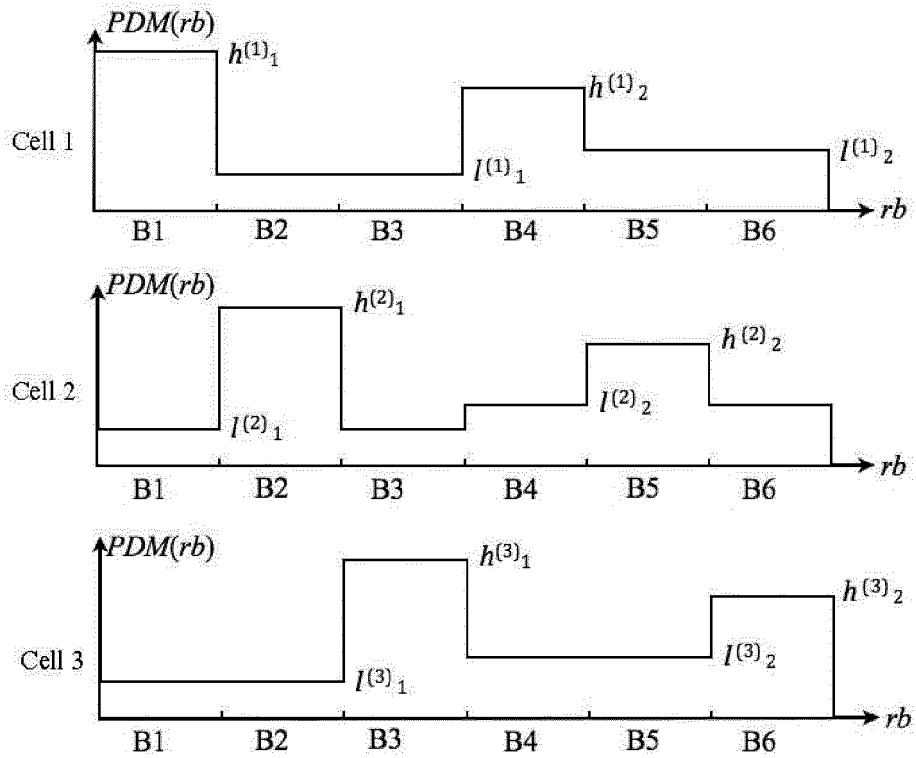 PDM(rb)
h⁽¹⁾₁
h⁽¹⁾₂
Cell 1
l⁽¹⁾₁
l⁽¹⁾₂
rb
B1 B2 B3 B4 B5 B6
PDM(rb)
h⁽²⁾₁
h⁽²⁾₂
Cell 2
l⁽²⁾₁
l⁽²⁾₂
rb
B1 B2 B3 B4 B5 B6
PDM(rb)
h⁽³⁾₁
h⁽³⁾₂
Cell 3
l⁽³⁾₁
l⁽³⁾₂
rb
B1 B2 B3 B4 B5 B6